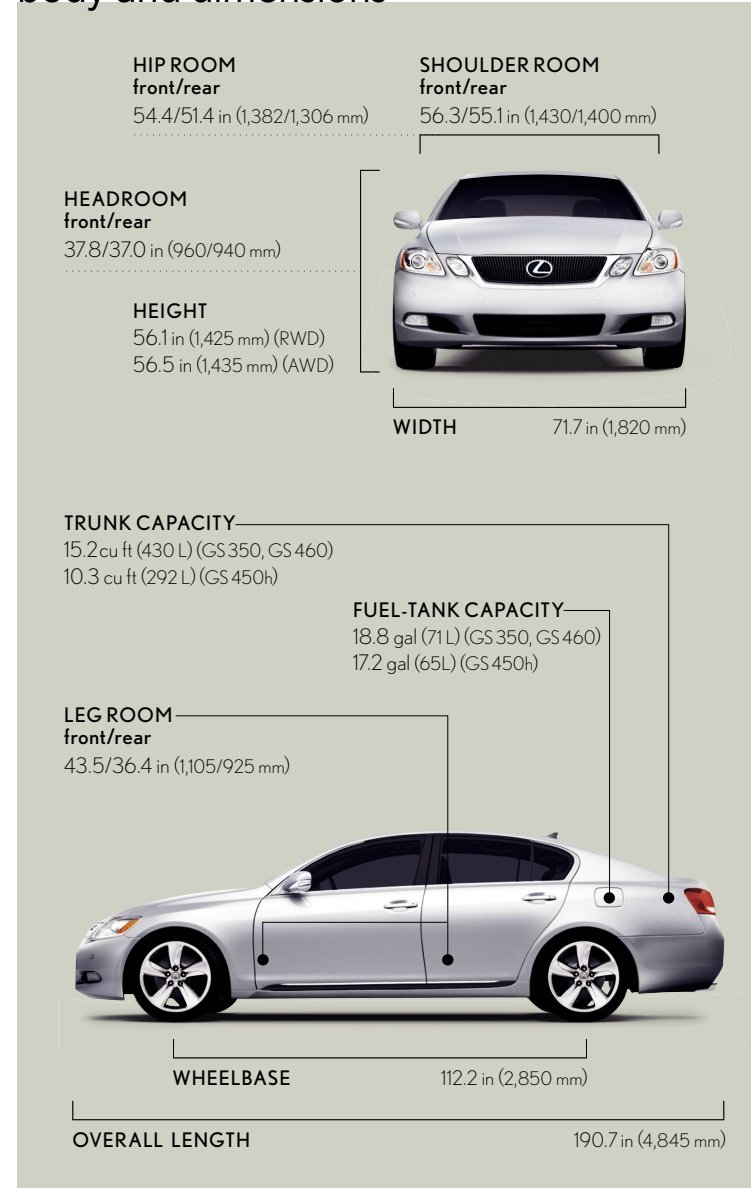 body and dimensions
HIP ROOM
front/rear
54.4/51.4 in (1,382/1,306 mm)
SHOULDER ROOM
front/rear
56.3/55.1 in (1,430/1,400 mm)
HEADROOM
front/rear
37.8/37.0 in (960/940 mm)
HEIGHT
56.1 in (1,425 mm) (RWD)
56.5 in (1,435 mm) (AWD)
WIDTH 71.7 in (1,820 mm)
TRUNK CAPACITY
15.2 cu ft (430 L) (GS 350, GS 460)
10.3 cu ft (292 L) (GS 450h)
FUEL-TANK CAPACITY
18.8 gal (71 L) (GS 350, GS 460)
17.2 gal (65L) (GS 450h)
LEG ROOM
front/rear
43.5/36.4 in (1,105/925 mm)
WHEELBASE 112.2 in (2,850 mm)
OVERALL LENGTH 190.7 in (4,845 mm)